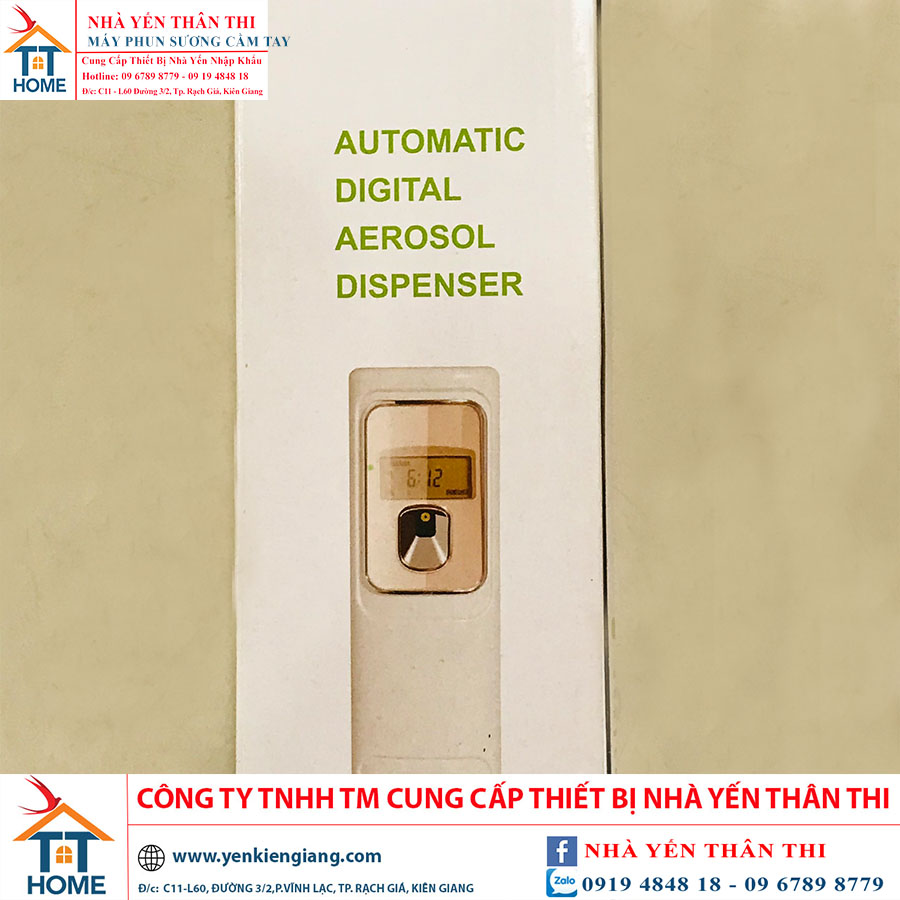 NHÀ YẾN THÂN THI
MÁY PHUN SƯƠNG CẦM TAY
Cung Cấp Thiết Bị Nhà Yến Nhập Khẩu
Hotline: 09 6789 8779 - 09 19 4848 18
Đ/c: C11 - L60 Đường 3/2, Tp. Rạch Giá, Kiên Giang
TT
HOME
AUTOMATIC
DIGITAL
AEROSOL
DISPENSER
6:12
CÔNG TY TNHH TM CUNG CẤP THIẾT BỊ NHÀ YẾN THÂN THI
TT
HOME
www.yenkiengiang.com
f NHÀ YẾN THÂN THI
Đ/c: C11-L60, ĐƯỜNG 3/2,P.VĨNH LẠC, TP. RẠCH GIÁ, KIÊN GIANG
Zalo 0919 4848 18 - 09 6789 8779